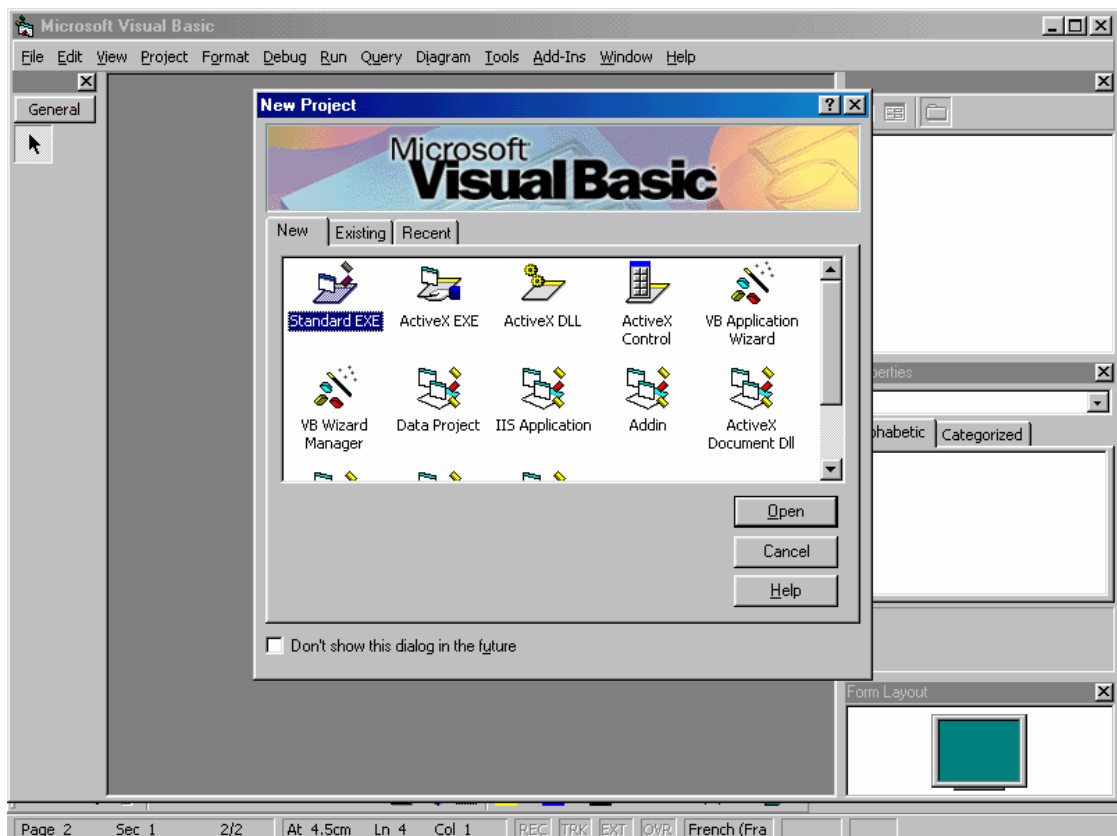 Microsoft Visual Basic
File Edit View Project Format Debug Run Query Diagram Tools Add-Ins Window Help
General
New Project
Microsoft
Visual Basic
New Existing Recent
Standard EXE ActiveX EXE ActiveX DLL ActiveX Control VB Application Wizard
VB Wizard Manager Data Project IIS Application Addin ActiveX Document Dll
Open
Cancel
Help
Don't show this dialog in the future
perties
phabetic Categorized
Form Layout
Page 2 Sec 1 2/2 At 4.5cm Ln 4 Col 1 REC TRK EXT OVR French (Fra